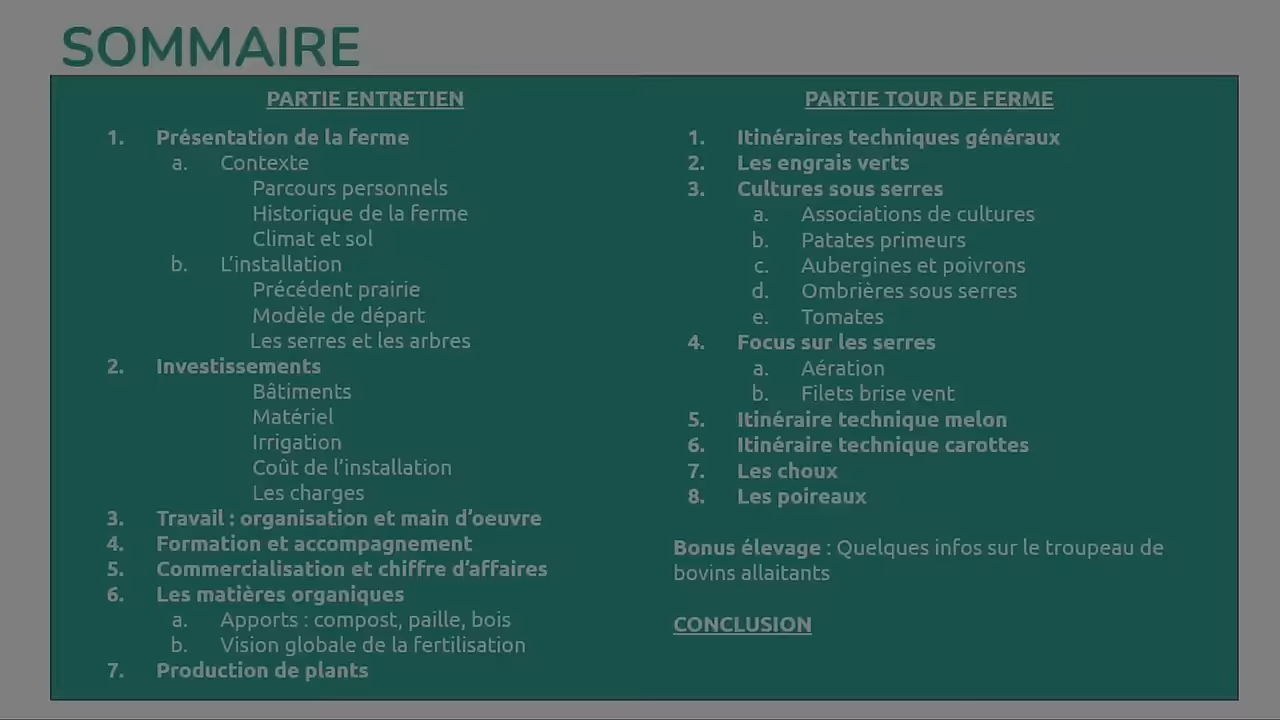 SOMMAIRE
PARTIE ENTRETIEN
1. Présentation de la ferme
a. Contexte
Parcours personnels
Historique de la ferme
Climat et sol
b. L’installation
Précédent prairie
Modèle de départ
Les serres et les arbres
2. Investissements
Bâtiments
Matériel
Irrigation
Coût de l’installation
Les charges
3. Travail : organisation et main d’oeuvre
4. Formation et accompagnement
5. Commercialisation et chiffre d’affaires
6. Les matières organiques
a. Apports : compost, paille, bois
b. Vision globale de la fertilisation
7. Production de plants
PARTIE TOUR DE FERME
1. Itinéraires techniques généraux
2. Les engrais verts
3. Cultures sous serres
a. Associations de cultures
b. Patates primeurs
c. Aubergines et poivrons
d. Ombrières sous serres
e. Tomates
4. Focus sur les serres
a. Aération
b. Filets brise vent
5. Itinéraire technique melon
6. Itinéraire technique carottes
7. Les choux
8. Les poireaux
Bonus élevage : Quelques infos sur le troupeau de
bovins allaitants
CONCLUSION